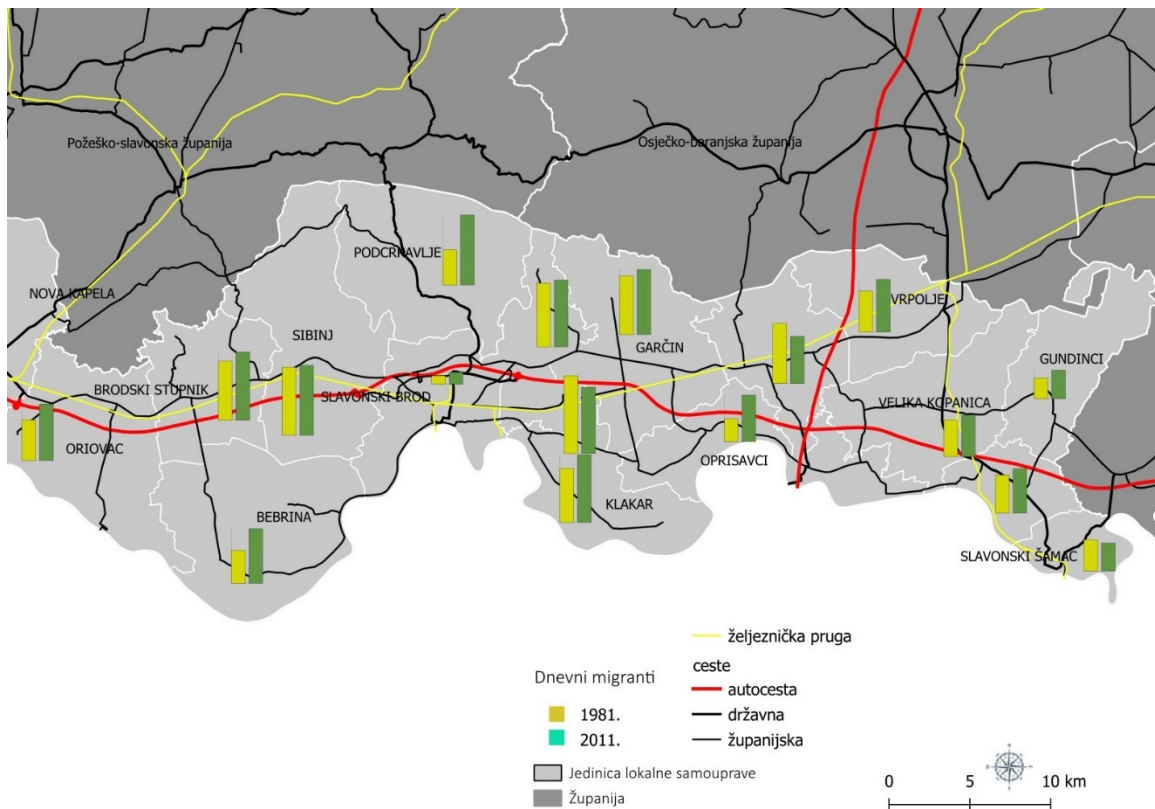 Požeško-slavonska županija
Osječko-baranjska županija
PODCRKAVLJE
NOVA KAPELA
VRPOLJE
SIBINJ
GARČIN
GUNDINCI
BRODSKI STUPNIK
SLAVONSKI BROD
VELIKA KOPANICA
ORIOVAC
OPRISAVCI
KLAKAR
BEBRINA
SLAVONSKI ŠAMAC
željeznička pruga
ceste
autocesta
državna
županijska
Dnevni migranti
1981.
2011.
Jedinica lokalne samouprave
Županija
0 5 10 km